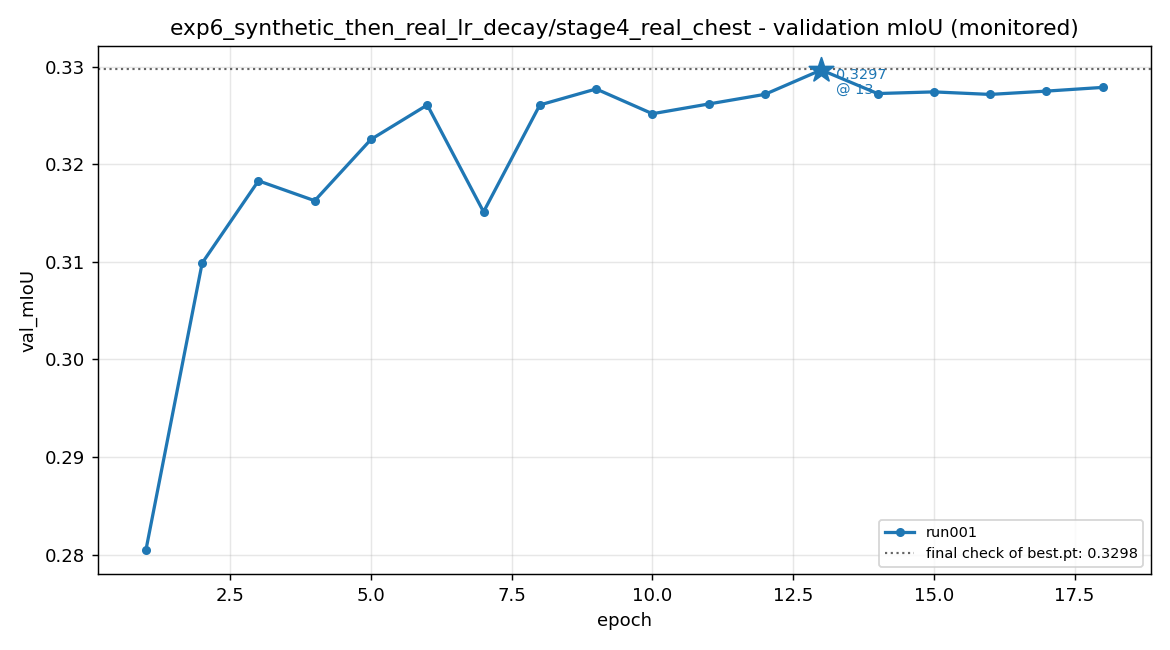 exp6_synthetic_then_real_lr_decay/stage4_real_chest - validation mIoU (monitored)
0.33
0.32
0.31
0.30
0.29
0.28
val_mIoU
0.3297
@ 13
run001
final check of best.pt: 0.3298
2.5 5.0 7.5 10.0 12.5 15.0 17.5
epoch